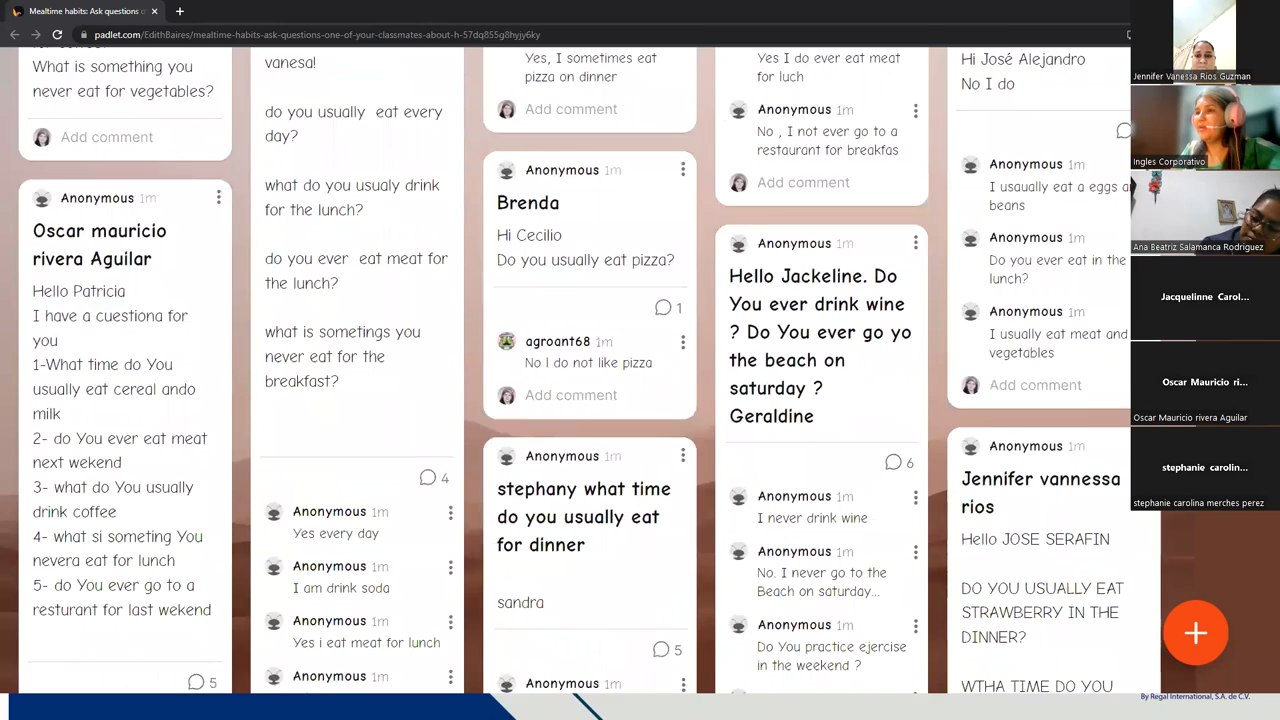 Mealtime habits: Ask questions
padlet.com/EdithBaires/mealtime-habits-ask-questions-one-of-your-classmates-about-h-57dq855g8hyjy6ky
What is something you
never eat for vegetables?
Add comment
Anonymous 1m
Oscar mauricio
rivera Aguilar
Hello Patricia
I have a cuestiona for
you
1-What time do You
usually eat cereal ando
milk
2- do You ever eat meat
next wekend
3- what do You usually
drink coffee
4- what si someting You
nevera eat for lunch
5- do You ever go to a
resturant for last wekend
5
vanesa!
do you usually eat every
day?
what do you usualy drink
for the lunch?
do you ever eat meat for
the lunch?
what is sometings you
never eat for the
breakfast?
4
Anonymous 1m
Yes every day
Anonymous 1m
I am drink soda
Anonymous 1m
Yes i eat meat for lunch
Anonymous 1m
Yes, I sometimes eat
pizza on dinner
Add comment
Anonymous 1m
Brenda
Hi Cecilio
Do you usually eat pizza?
1
agroant68 1m
No I do not like pizza
Add comment
Anonymous 1m
stephany what time
do you usually eat
for dinner
sandra
5
Anonymous 1m
Yes I do ever eat meat
for luch
Anonymous 1m
No , I not ever go to a
restaurant for breakfas
Add comment
Anonymous 1m
Hello Jackeline. Do
You ever drink wine
? Do You ever go yo
the beach on
saturday ?
Geraldine
6
Anonymous 1m
I never drink wine
Anonymous 1m
No. I never go to the
Beach on saturday...
Anonymous 1m
Do You practice ejercise
in the weekend ?
Hi José Alejandro
No I do
Anonymous 1m
I usaually eat a eggs a
beans
Anonymous 1m
Do you ever eat in the
lunch?
Anonymous 1m
I usually eat meat and
vegetables
Add comment
Anonymous 1m
Jennifer vannessa
rios
Hello JOSE SERAFIN
DO YOU USUALLY EAT
STRAWBERRY IN THE
DINNER?
WTHA TIME DO YOU
Jennifer Vanessa Rios Guzman
Ingles Corporativo
Ana Beatriz Salamanca Rodriguez
Jacquelinne Carol...
Oscar Mauricio ri...
Oscar Mauricio rivera Aguilar
stephanie carolin...
stephanie carolina merches perez
By Regal International, S.A. de C.V.